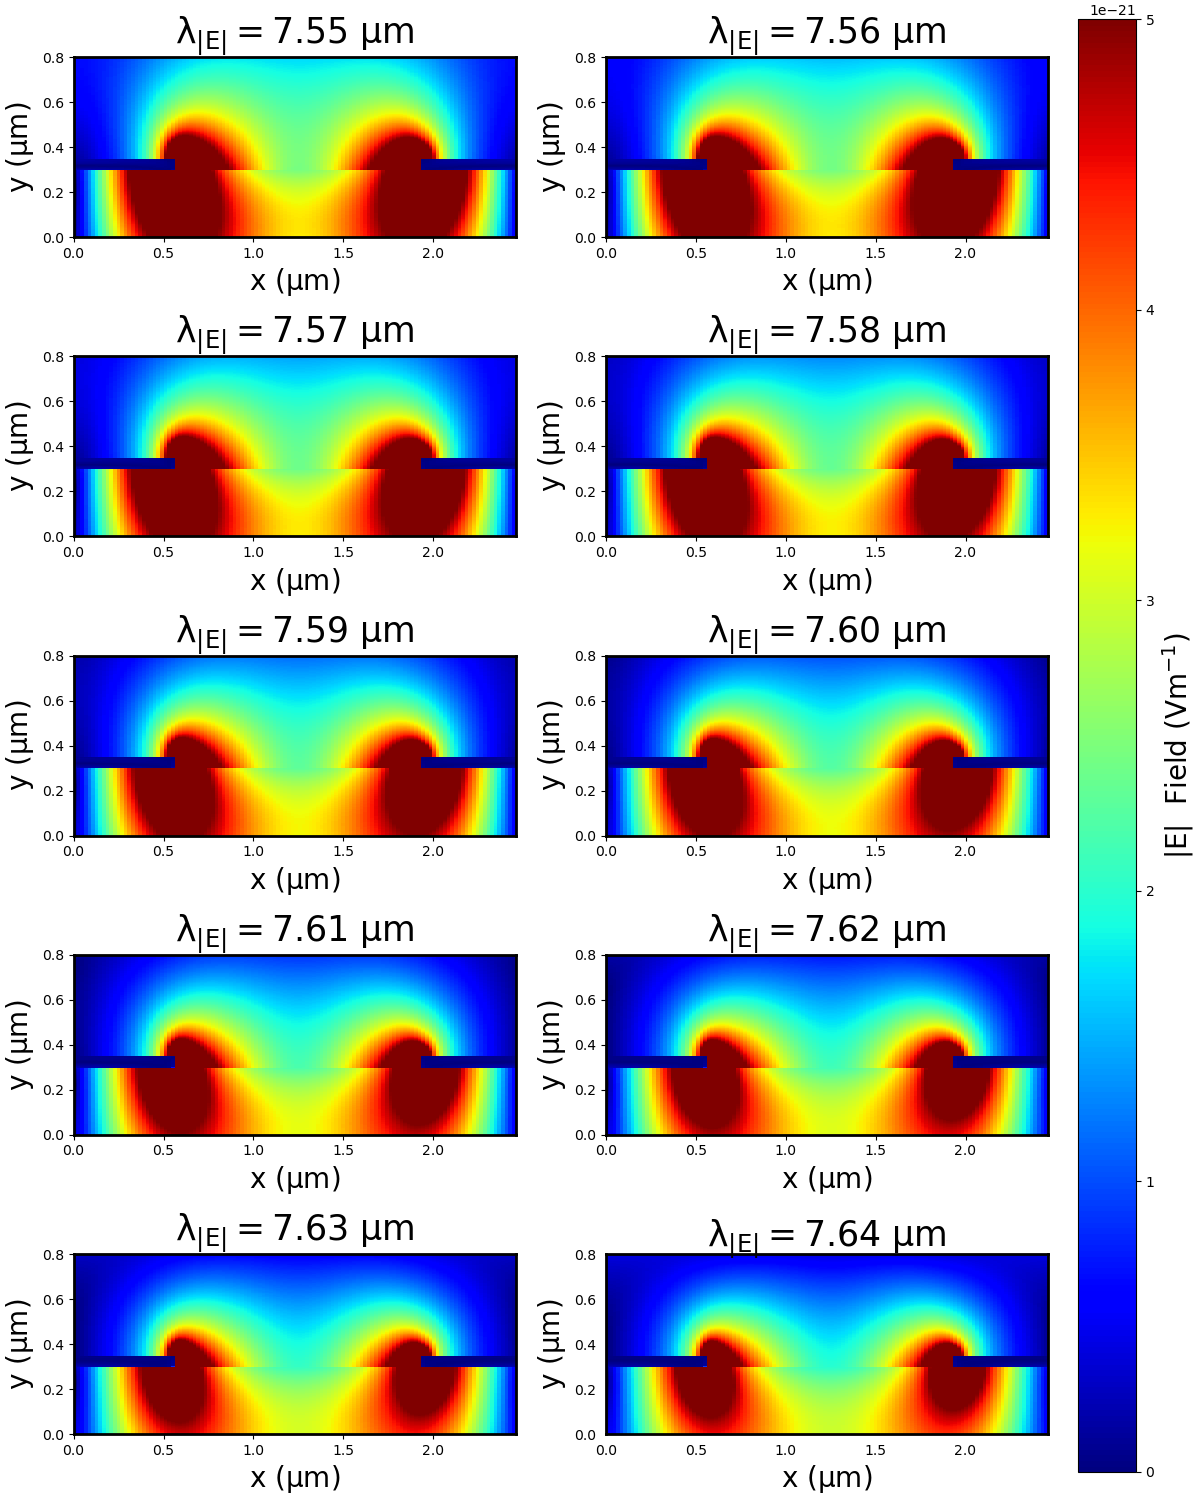 λ|E| = 7.55 µm
λ|E| = 7.56 µm
1e−21
0.8
0.6
0.4
0.2
0.0
y (µm)
0.0 0.5 1.0 1.5 2.0
x (µm)
0.8
0.6
0.4
0.2
0.0
y (µm)
0.0 0.5 1.0 1.5 2.0
x (µm)
λ|E| = 7.57 µm
λ|E| = 7.58 µm
0.8
0.6
0.4
0.2
0.0
y (µm)
0.0 0.5 1.0 1.5 2.0
x (µm)
0.8
0.6
0.4
0.2
0.0
y (µm)
0.0 0.5 1.0 1.5 2.0
x (µm)
λ|E| = 7.59 µm
λ|E| = 7.60 µm
0.8
0.6
0.4
0.2
0.0
y (µm)
0.0 0.5 1.0 1.5 2.0
x (µm)
0.8
0.6
0.4
0.2
0.0
y (µm)
0.0 0.5 1.0 1.5 2.0
x (µm)
λ|E| = 7.61 µm
λ|E| = 7.62 µm
0.8
0.6
0.4
0.2
0.0
y (µm)
0.0 0.5 1.0 1.5 2.0
x (µm)
0.8
0.6
0.4
0.2
0.0
y (µm)
0.0 0.5 1.0 1.5 2.0
x (µm)
λ|E| = 7.63 µm
λ|E| = 7.64 µm
0.8
0.6
0.4
0.2
0.0
y (µm)
0.0 0.5 1.0 1.5 2.0
x (µm)
0.8
0.6
0.4
0.2
0.0
y (µm)
0.0 0.5 1.0 1.5 2.0
x (µm)
5
4
3
2
1
0
|E| Field (Vm⁻¹)